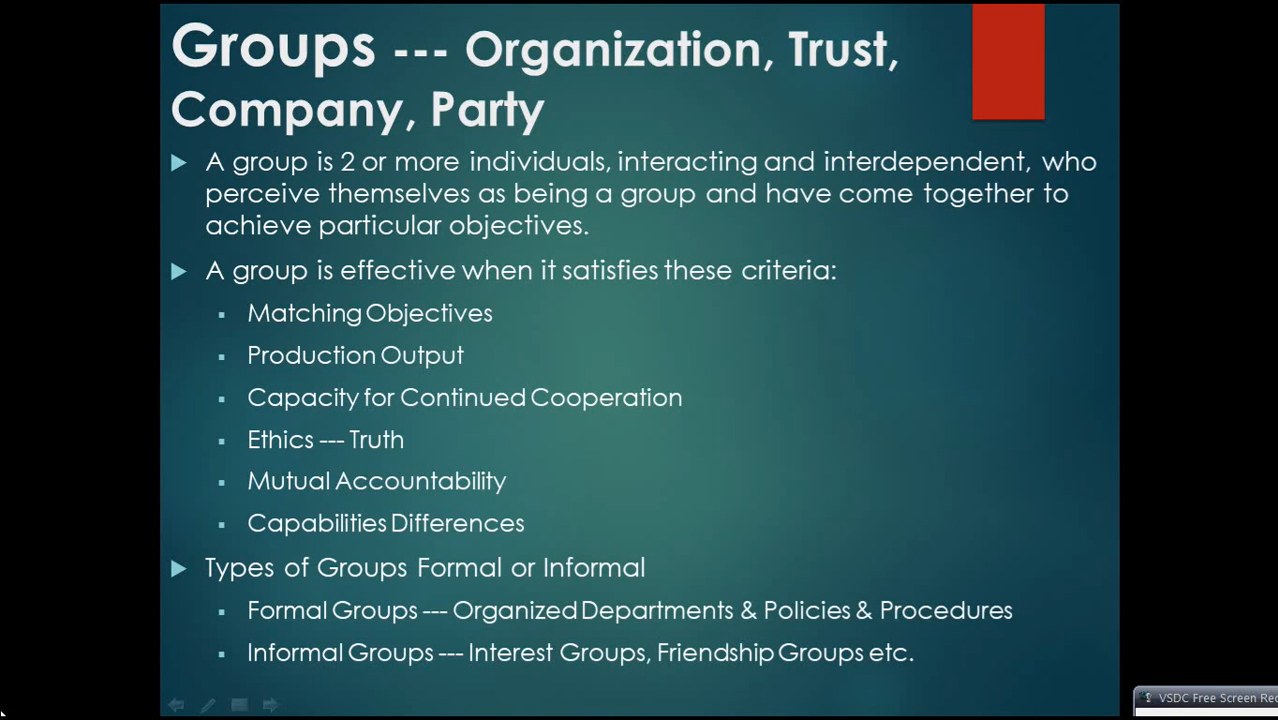 Groups --- Organization, Trust,
Company, Party
A group is 2 or more individuals, interacting and interdependent, who
perceive themselves as being a group and have come together to
achieve particular objectives.
A group is effective when it satisfies these criteria:
Matching Objectives
Production Output
Capacity for Continued Cooperation
Ethics --- Truth
Mutual Accountability
Capabilities Differences
Types of Groups Formal or Informal
Formal Groups --- Organized Departments & Policies & Procedures
Informal Groups --- Interest Groups, Friendship Groups etc.
VSDC Free Screen Rec